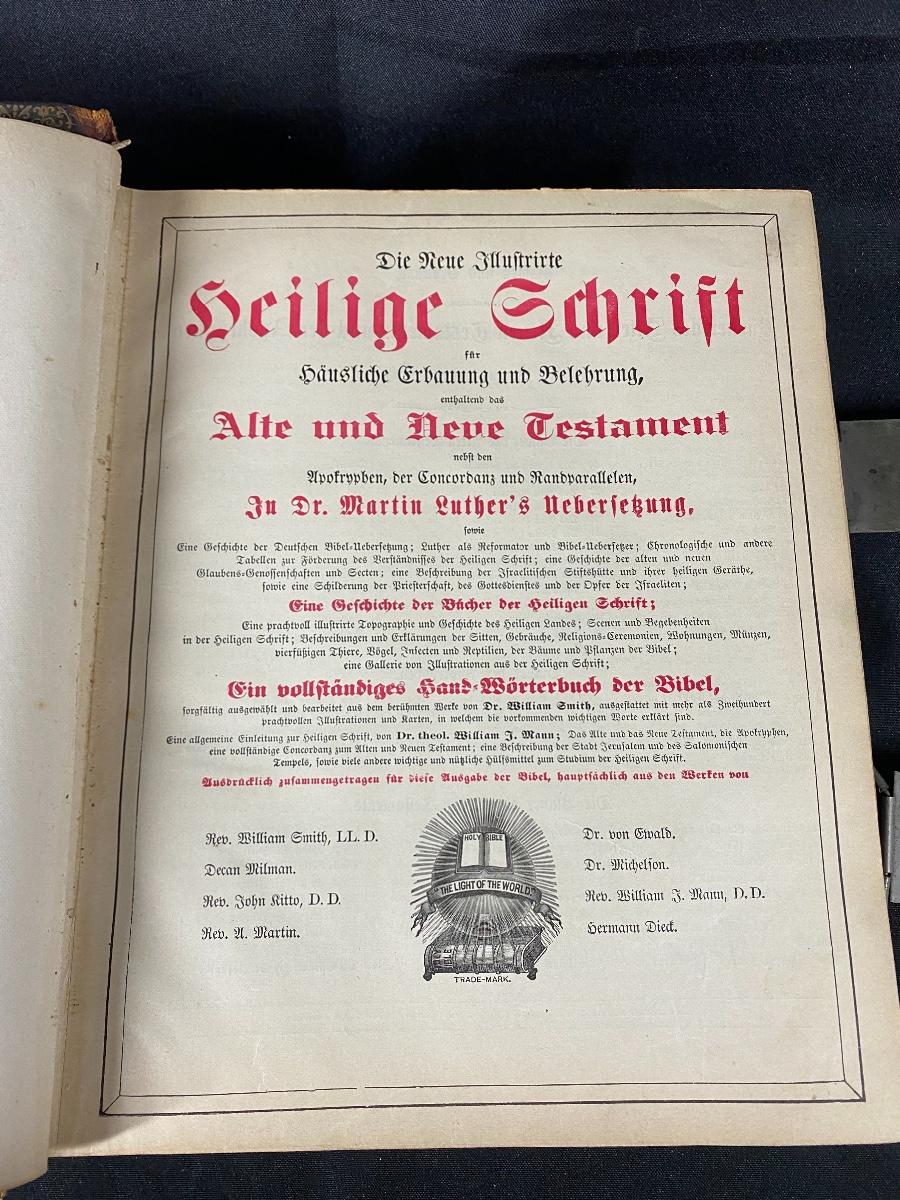 Die Neue Illustrirte
Heilige Schrift
für
Häusliche Erbauung und Belehrung,
enthaltend das
Alte und Neue Testament
nebst den
Apokryphen, der Concordanz und Randparallelen,
In Dr. Martin Luther's Uebersetzung,
sowie
Eine Geschichte der Deutschen Bibel-Uebersetzung; Luther als Reformator und Bibel-Uebersetzer; Chronologische und andere
Tabellen zur Förderung des Verständnisses der Heiligen Schrift; eine Geschichte der alten und neuen
Glaubens-Genossenschaften und Secten; eine Beschreibung der Israelitischen Stiftshütte und ihrer heiligen Geräthe,
sowie eine Schilderung der Priesterschaft, des Gottesdienstes und der Opfer der Israeliten;
Eine Geschichte der Bücher der Heiligen Schrift;
Eine prachtvoll illustrirte Topographie und Geschichte des Heiligen Landes; Scenen und Begebenheiten
in der Heiligen Schrift; Beschreibungen und Erklärungen der Sitten, Gebräuche, Religions-Ceremonien, Wohnungen, Münzen,
vierfüßigen Thiere, Vögel, Insecten und Reptilien, der Bäume und Pflanzen der Bibel;
eine Gallerie von Illustrationen aus der Heiligen Schrift;
Ein vollständiges Hand-Wörterbuch der Bibel,
sorgfältig ausgewählt und bearbeitet aus dem berühmten Werke von Dr. William Smith, ausgestattet mit mehr als Zweihundert
prachtvollen Illustrationen und Karten, in welchem die vorkommenden wichtigen Worte erklärt sind.
Eine allgemeine Einleitung zur Heiligen Schrift, von Dr. theol. William J. Mann; Das Alte und das Neue Testament, die Apokryphen,
eine vollständige Concordanz zum Alten und Neuen Testament; eine Beschreibung der Stadt Jerusalem und des Salomonischen
Tempels, sowie viele andere wichtige und nützliche Hülfsmittel zum Studium der Heiligen Schrift.
Ausdrücklich zusammengetragen für diese Ausgabe der Bibel, hauptsächlich aus den Werken von
Rev. William Smith, LL. D.
Decan Milman.
Rev. John Kitto, D. D.
Rev. A. Martin.
HOLY BIBLE
"THE LIGHT OF THE WORLD."
HOLY BIBLE
TRADE-MARK.
Dr. von Ewald.
Dr. Michelson.
Rev. William J. Mann, D. D.
Hermann Dieck.